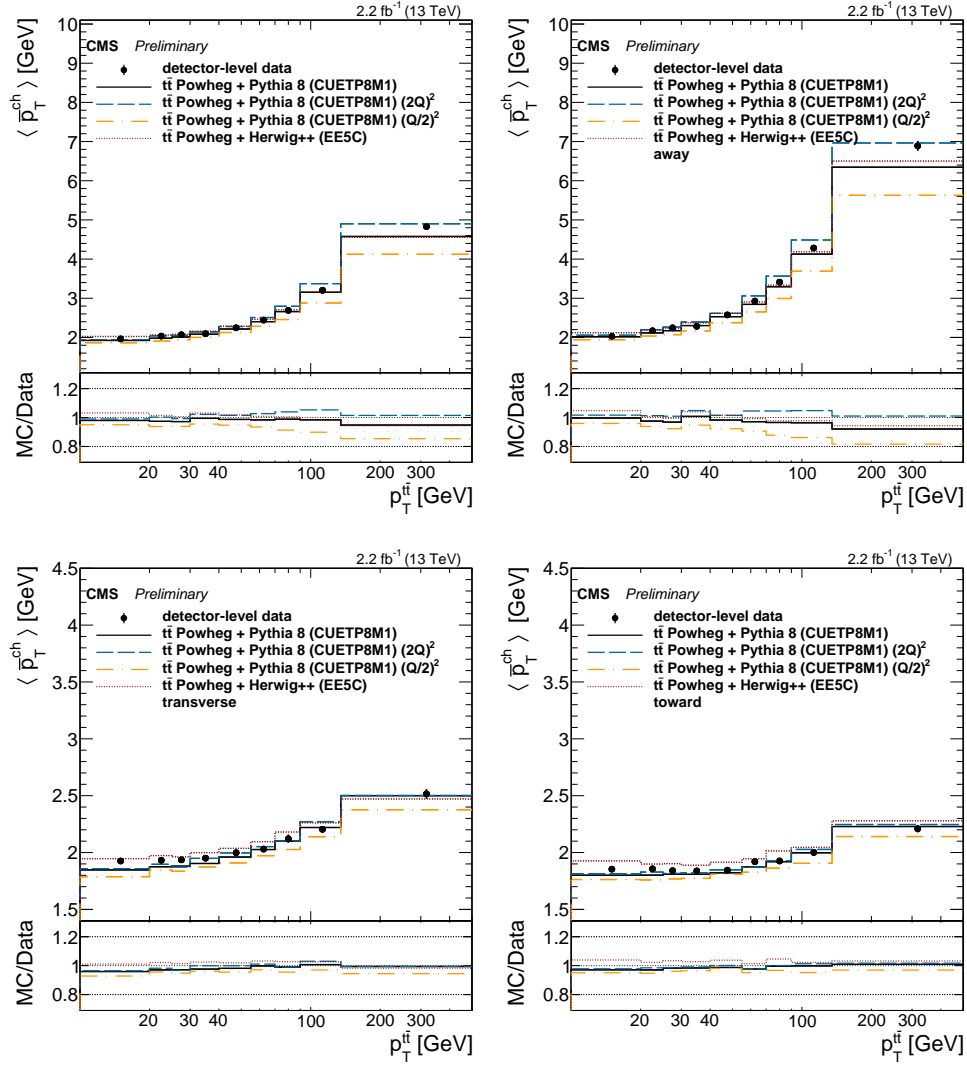 2.2 fb⁻¹ (13 TeV)
CMS Preliminary
detector-level data
tt̄ Powheg + Pythia 8 (CUETP8M1)
tt̄ Powheg + Pythia 8 (CUETP8M1) (2Q)²
tt̄ Powheg + Pythia 8 (CUETP8M1) (Q/2)²
tt̄ Powheg + Herwig++ (EE5C)
⟨ p̄_T^ch ⟩ [GeV]
10
9
8
7
6
5
4
3
2
MC/Data
1.2
1
0.8
20 30 40 100 200 300
p_T^tt̄ [GeV]
2.2 fb⁻¹ (13 TeV)
CMS Preliminary
detector-level data
tt̄ Powheg + Pythia 8 (CUETP8M1)
tt̄ Powheg + Pythia 8 (CUETP8M1) (2Q)²
tt̄ Powheg + Pythia 8 (CUETP8M1) (Q/2)²
tt̄ Powheg + Herwig++ (EE5C)
away
⟨ p̄_T^ch ⟩ [GeV]
10
9
8
7
6
5
4
3
2
MC/Data
1.2
1
0.8
20 30 40 100 200 300
p_T^tt̄ [GeV]
2.2 fb⁻¹ (13 TeV)
CMS Preliminary
detector-level data
tt̄ Powheg + Pythia 8 (CUETP8M1)
tt̄ Powheg + Pythia 8 (CUETP8M1) (2Q)²
tt̄ Powheg + Pythia 8 (CUETP8M1) (Q/2)²
tt̄ Powheg + Herwig++ (EE5C)
transverse
⟨ p̄_T^ch ⟩ [GeV]
4.5
4
3.5
3
2.5
2
1.5
MC/Data
1.2
1
0.8
20 30 40 100 200 300
p_T^tt̄ [GeV]
2.2 fb⁻¹ (13 TeV)
CMS Preliminary
detector-level data
tt̄ Powheg + Pythia 8 (CUETP8M1)
tt̄ Powheg + Pythia 8 (CUETP8M1) (2Q)²
tt̄ Powheg + Pythia 8 (CUETP8M1) (Q/2)²
tt̄ Powheg + Herwig++ (EE5C)
toward
⟨ p̄_T^ch ⟩ [GeV]
4.5
4
3.5
3
2.5
2
1.5
MC/Data
1.2
1
0.8
20 30 40 100 200 300
p_T^tt̄ [GeV]